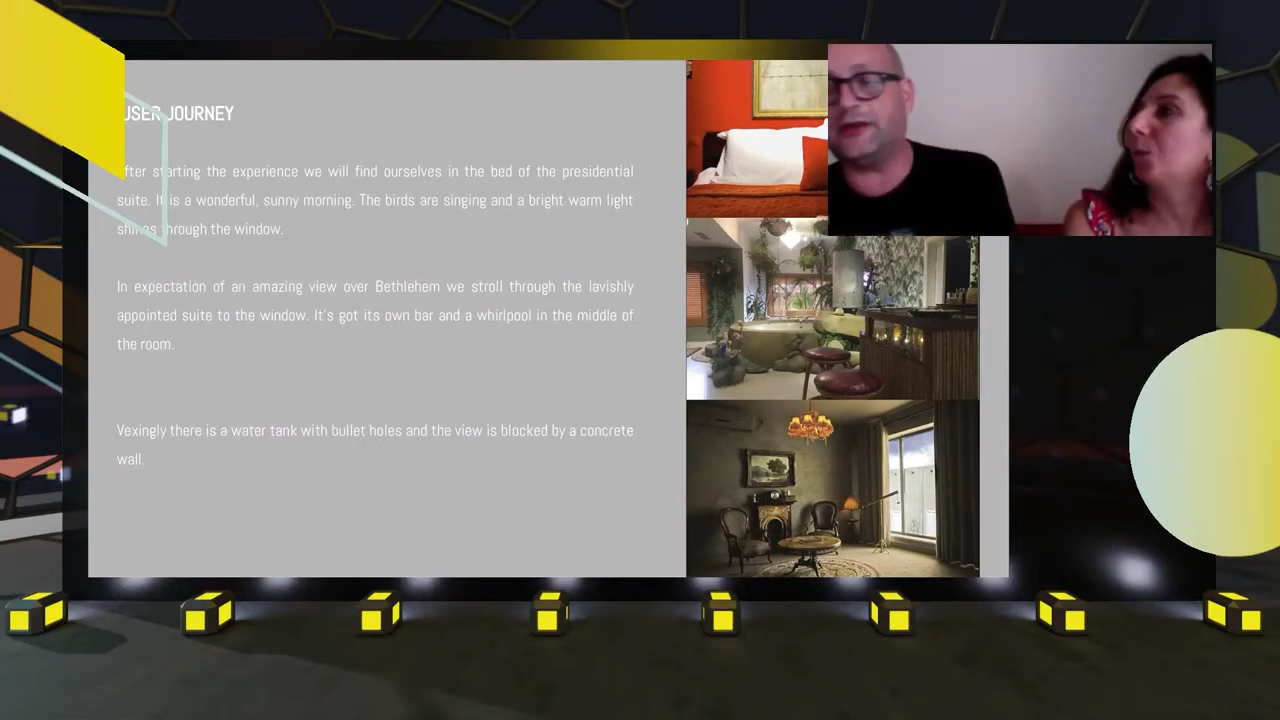 USER JOURNEY
After starting the experience we will find ourselves in the bed of the presidential
suite. It is a wonderful, sunny morning. The birds are singing and a bright warm light
shines through the window.
In expectation of an amazing view over Bethlehem we stroll through the lavishly
appointed suite to the window. It's got its own bar and a whirlpool in the middle of
the room.
Vexingly there is a water tank with bullet holes and the view is blocked by a concrete
wall.